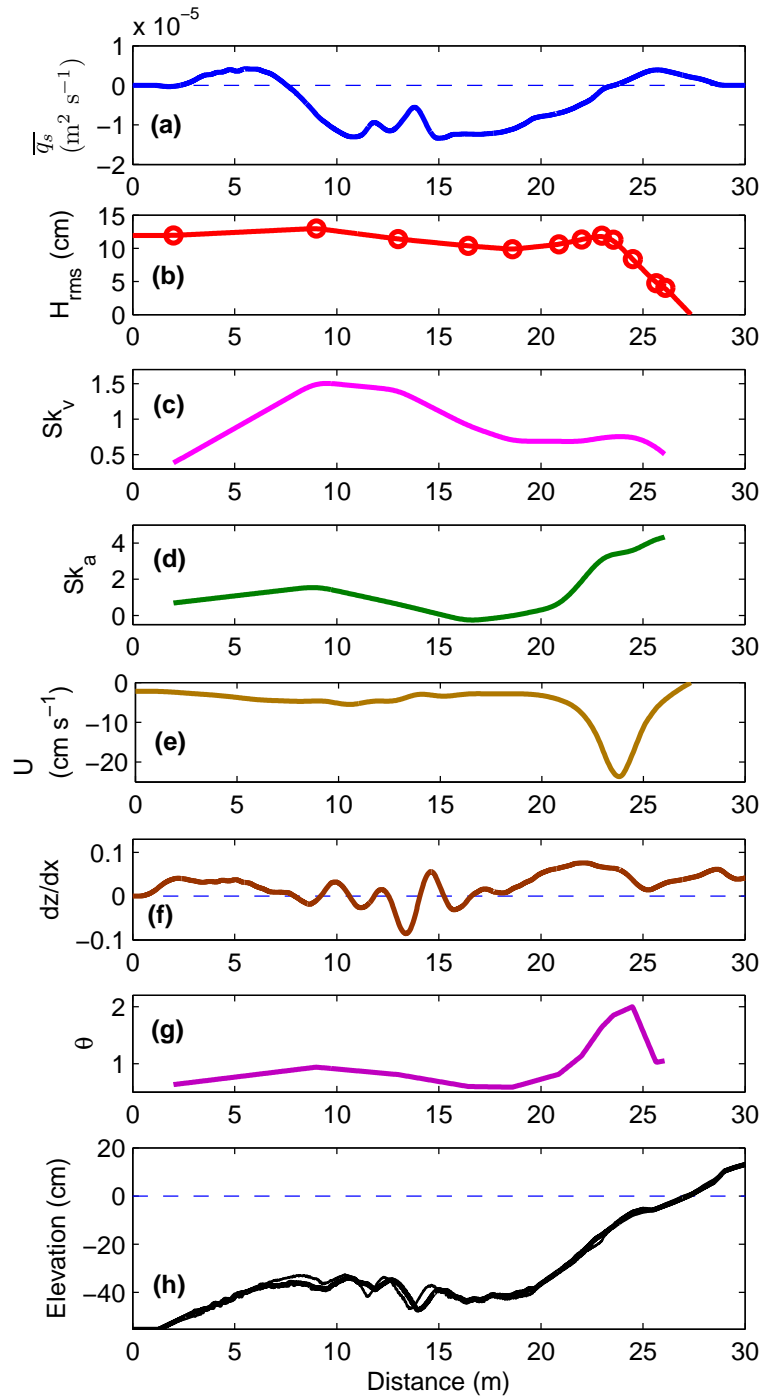 x 10⁻⁵
1
0
−1
−2
q̅s̅
(m² s⁻¹)
(a)
0 5 10 15 20 25 30
15
10
5
0
Hrms (cm)
(b)
0 5 10 15 20 25 30
1.5
1
0.5
Skv
(c)
0 5 10 15 20 25 30
4
2
0
Ska
(d)
0 5 10 15 20 25 30
0
−10
−20
U
(cm s⁻¹)
(e)
0 5 10 15 20 25 30
0.1
0
−0.1
dz/dx
(f)
0 5 10 15 20 25 30
2
1
θ
(g)
0 5 10 15 20 25 30
20
0
−20
−40
Elevation (cm)
(h)
0 5 10 15 20 25 30
Distance (m)